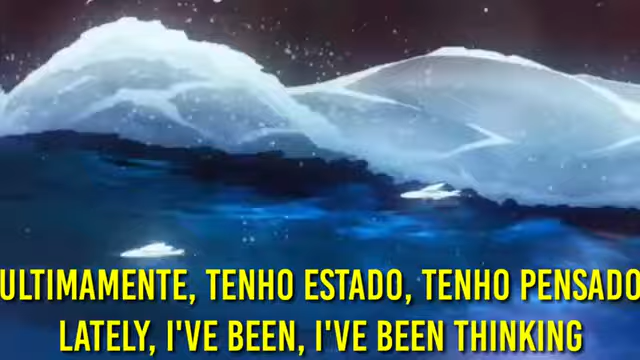 ULTIMAMENTE, TENHO ESTADO, TENHO PENSADO
LATELY, I'VE BEEN, I'VE BEEN THINKING